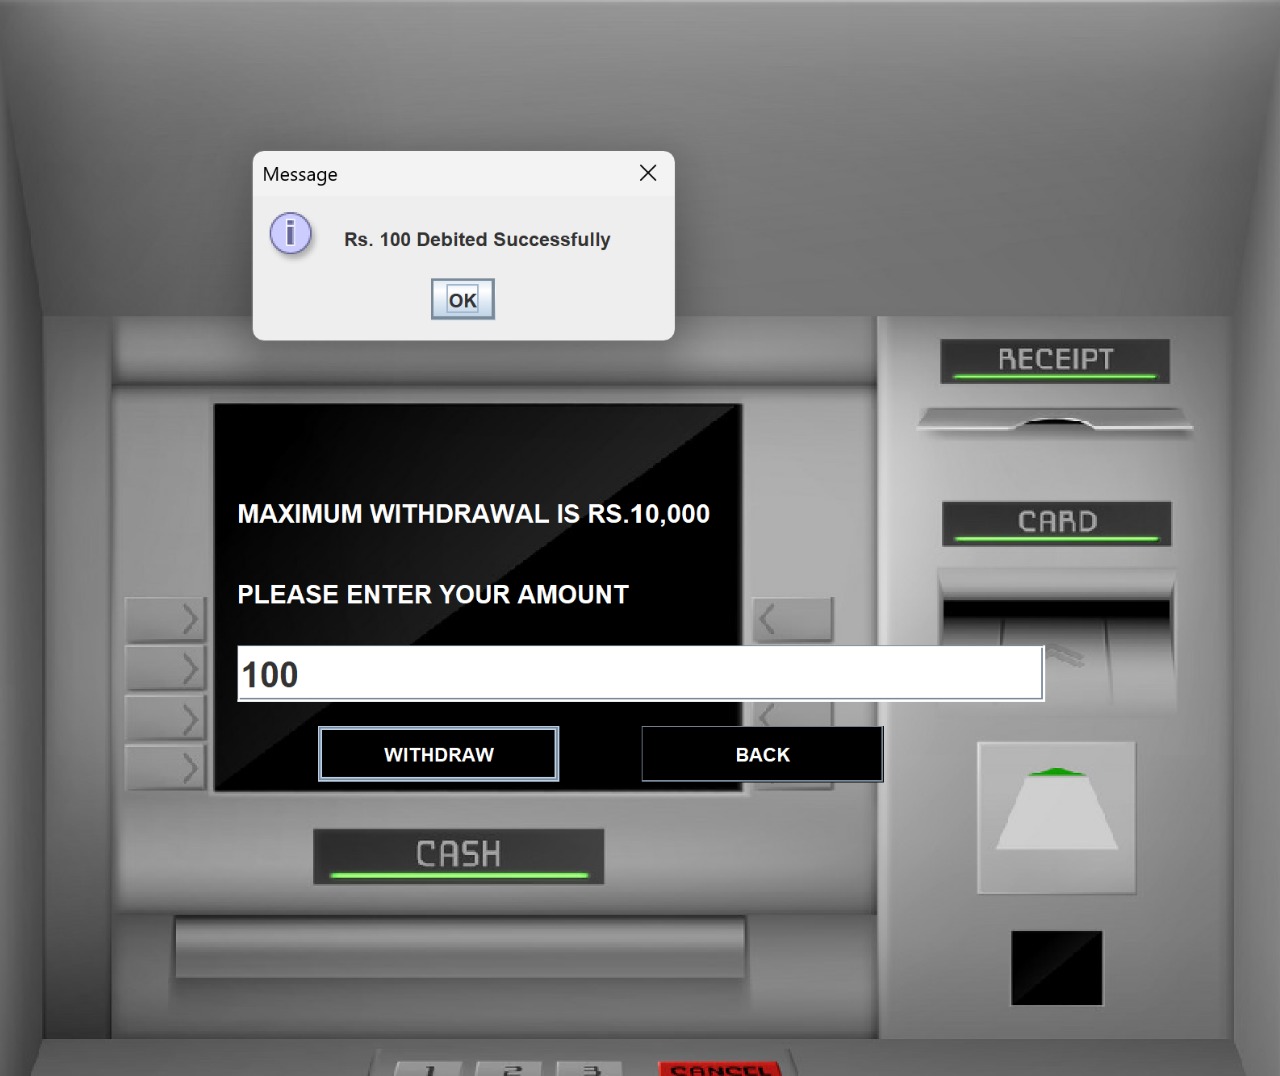 Message
Rs. 100 Debited Successfully
OK
RECEIPT
MAXIMUM WITHDRAWAL IS RS.10,000
CARD
PLEASE ENTER YOUR AMOUNT
100
WITHDRAW
BACK
CASH
1 2 3 CANCEL